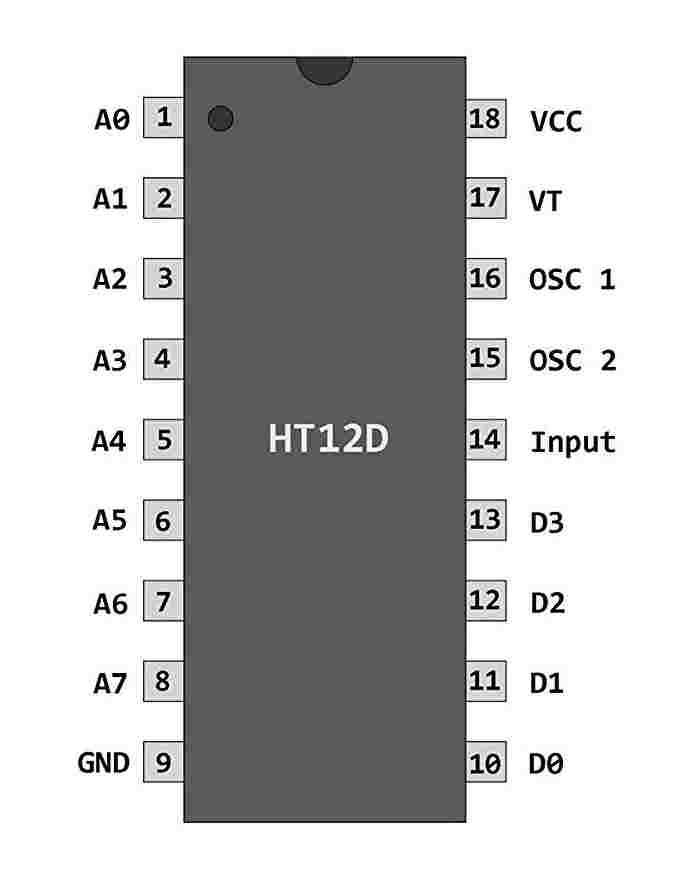 A0 1 18 VCC
A1 2 17 VT
A2 3 16 OSC 1
A3 4 15 OSC 2
HT12D
A4 5 14 Input
A5 6 13 D3
A6 7 12 D2
A7 8 11 D1
GND 9 10 D0